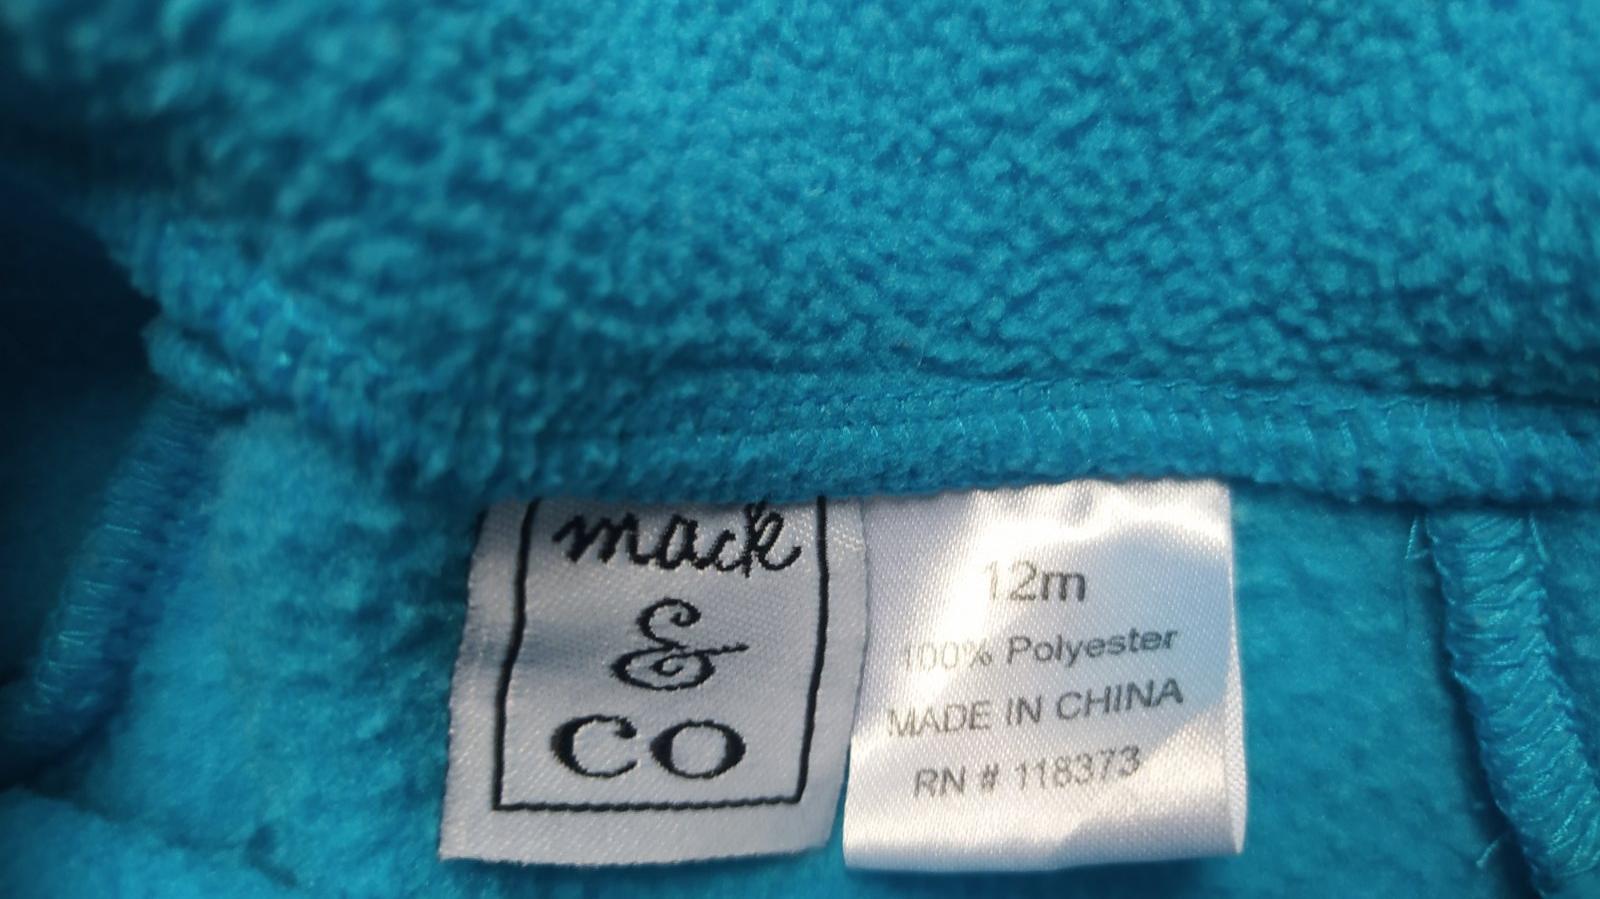 mack
&
CO
12m
100% Polyester
MADE IN CHINA
RN # 118373